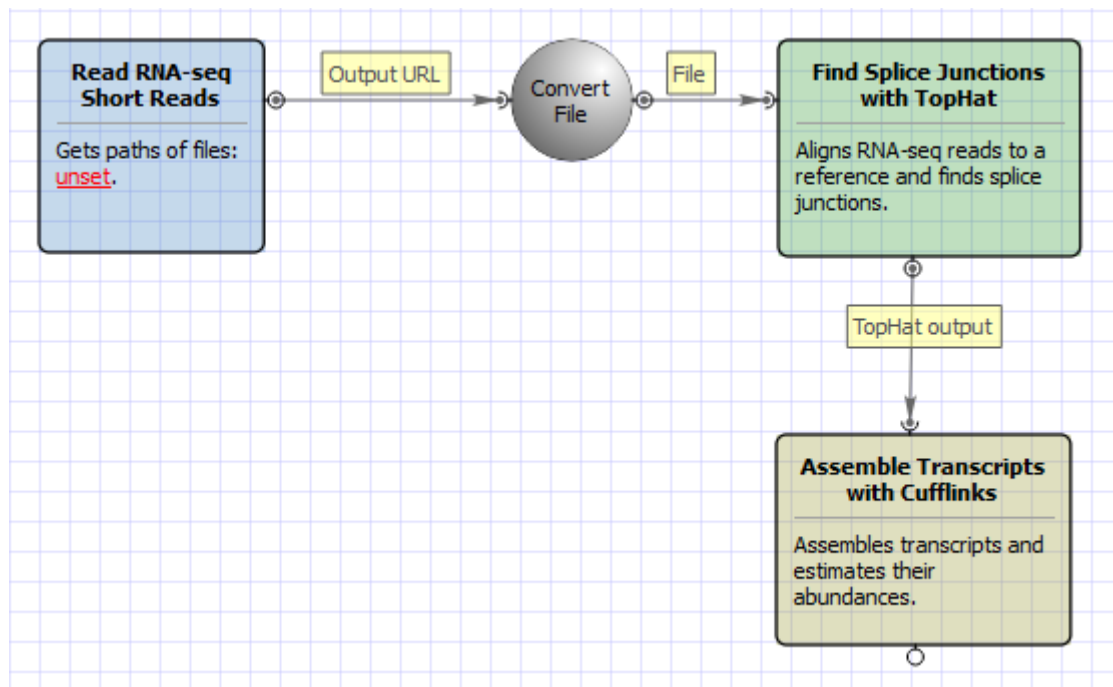 Read RNA-seq
Short Reads
Gets paths of files:
unset.
Output URL
Convert
File
File
Find Splice Junctions
with TopHat
Aligns RNA-seq reads to a
reference and finds splice
junctions.
TopHat output
Assemble Transcripts
with Cufflinks
Assembles transcripts and
estimates their
abundances.